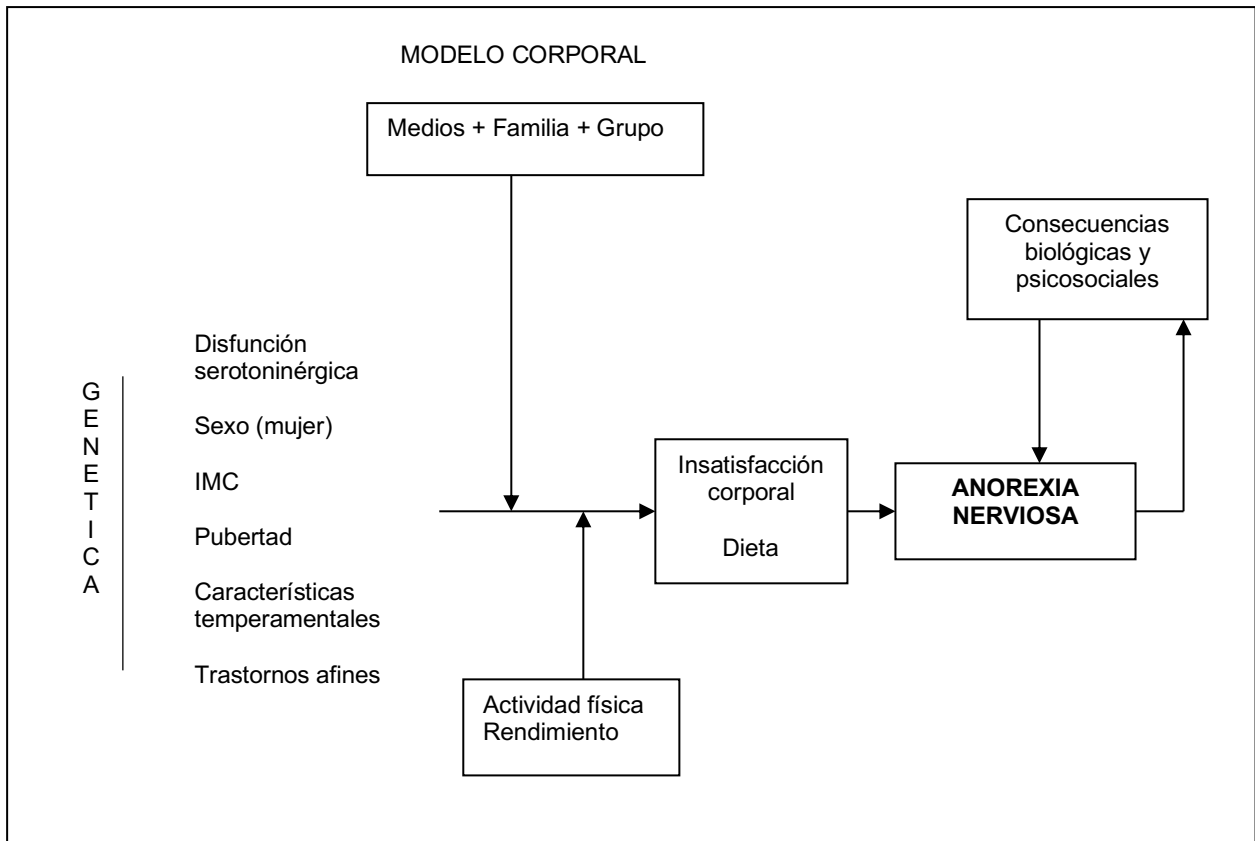 MODELO CORPORAL
Medios + Familia + Grupo
Consecuencias
biológicas y
psicosociales
G
E
N
E
T
I
C
A
Disfunción
serotoninérgica
Sexo (mujer)
IMC
Pubertad
Características
temperamentales
Trastornos afines
Insatisfacción
corporal
Dieta
ANOREXIA
NERVIOSA
Actividad física
Rendimiento